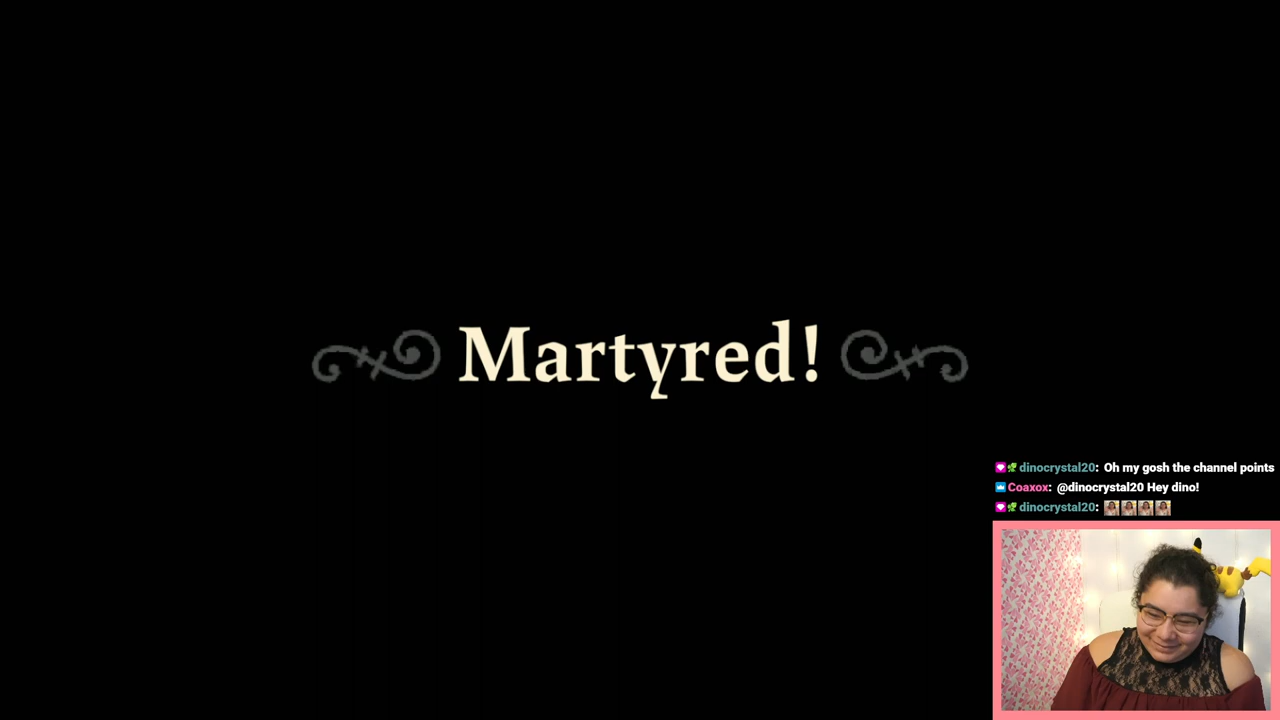 Martyred!
dinocrystal20: Oh my gosh the channel points
Coaxox: @dinocrystal20 Hey dino!
dinocrystal20: